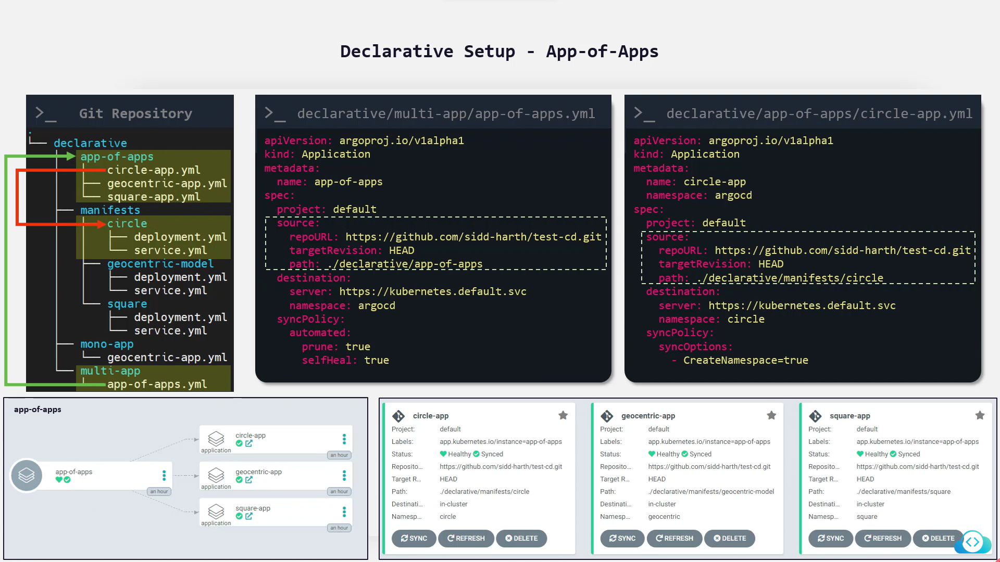 Declarative Setup - App-of-Apps
>_ Git Repository
.
└── declarative
app-of-apps
circle-app.yml
├── geocentric-app.yml
└── square-app.yml
├── manifests
circle
├── deployment.yml
└── service.yml
├── geocentric-model
├── deployment.yml
└── service.yml
└── square
├── deployment.yml
└── service.yml
├── mono-app
└── geocentric-app.yml
└── multi-app
└ app-of-apps.yml
>_ declarative/multi-app/app-of-apps.yml
apiVersion: argoproj.io/v1alpha1
kind: Application
metadata:
  name: app-of-apps
spec:
  project: default
  source:
    repoURL: https://github.com/sidd-harth/test-cd.git
    targetRevision: HEAD
    path: ./declarative/app-of-apps
  destination:
    server: https://kubernetes.default.svc
    namespace: argocd
  syncPolicy:
    automated:
      prune: true
      selfHeal: true
>_ declarative/app-of-apps/circle-app.yml
apiVersion: argoproj.io/v1alpha1
kind: Application
metadata:
  name: circle-app
  namespace: argocd
spec:
  project: default
  source:
    repoURL: https://github.com/sidd-harth/test-cd.git
    targetRevision: HEAD
    path: ./declarative/manifests/circle
  destination:
    server: https://kubernetes.default.svc
    namespace: circle
  syncPolicy:
    syncOptions:
      - CreateNamespace=true
app-of-apps
app-of-apps
an hour
circle-app
application
an hour
geocentric-app
application
an hour
square-app
application
an hour
circle-app
Project: default
Labels: app.kubernetes.io/instance=app-of-apps
Status: Healthy Synced
Reposito... https://github.com/sidd-harth/test-cd.git
Target R... HEAD
Path: ./declarative/manifests/circle
Destinati... in-cluster
Namesp... circle
SYNC REFRESH DELETE
geocentric-app
Project: default
Labels: app.kubernetes.io/instance=app-of-apps
Status: Healthy Synced
Reposito... https://github.com/sidd-harth/test-cd.git
Target R... HEAD
Path: ./declarative/manifests/geocentric-model
Destinati... in-cluster
Namesp... geocentric
SYNC REFRESH DELETE
square-app
Project: default
Labels: app.kubernetes.io/instance=app-of-apps
Status: Healthy Synced
Reposito... https://github.com/sidd-harth/test-cd.git
Target R... HEAD
Path: ./declarative/manifests/square
Destinati... in-cluster
Namesp... square
SYNC REFRESH DELETE